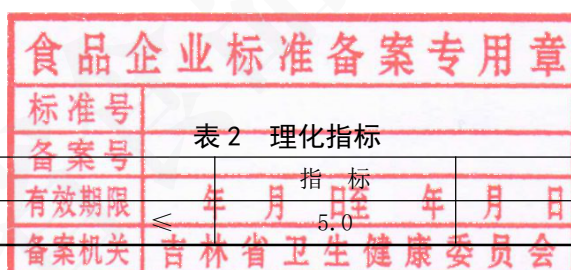 食品企业标准备案专用章
标准号
表2 理化指标
备案号
指 标
有效期限 年 月 日至 年 月 日
≤ 5.0
备案机关 吉林省卫生健康委员会